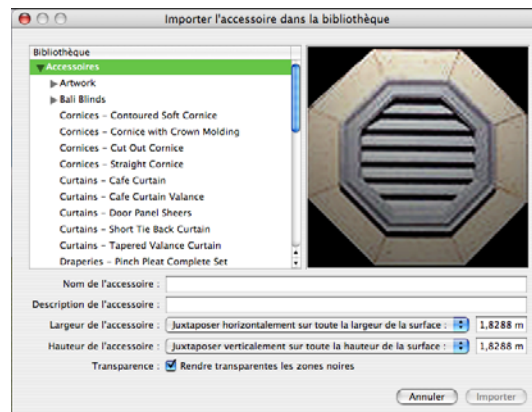 Importer l'accessoire dans la bibliothèque
Bibliothèque
Accessoires
Artwork
Bali Blinds
Cornices - Contoured Soft Cornice
Cornices - Cornice with Crown Molding
Cornices - Cut Out Cornice
Cornices - Straight Cornice
Curtains - Cafe Curtain
Curtains - Cafe Curtain Valance
Curtains - Door Panel Sheers
Curtains - Short Tie Back Curtain
Curtains - Tapered Valance Curtain
Draperies - Pinch Pleat Complete Set
Nom de l'accessoire :
Description de l'accessoire :
Largeur de l'accessoire : Juxtaposer horizontalement sur toute la largeur de la surface : 1,8288 m
Hauteur de l'accessoire : Juxtaposer verticalement sur toute la hauteur de la surface : 1,8288 m
Transparence : Rendre transparentes les zones noires
Annuler Importer